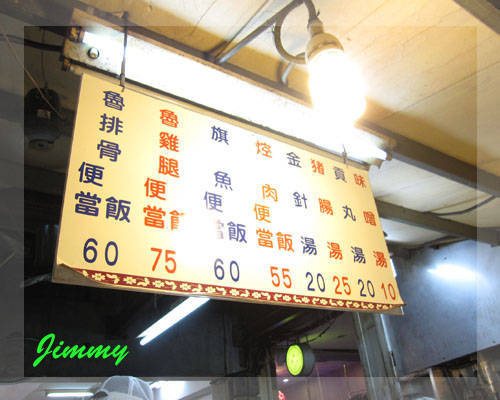 魯排骨便當飯 60
魯雞腿便當飯 75
旗魚便當飯 60
焢肉便當飯 55
金針湯 20
豬腸湯 25
貢丸湯 20
味噌湯 10
Jimmy